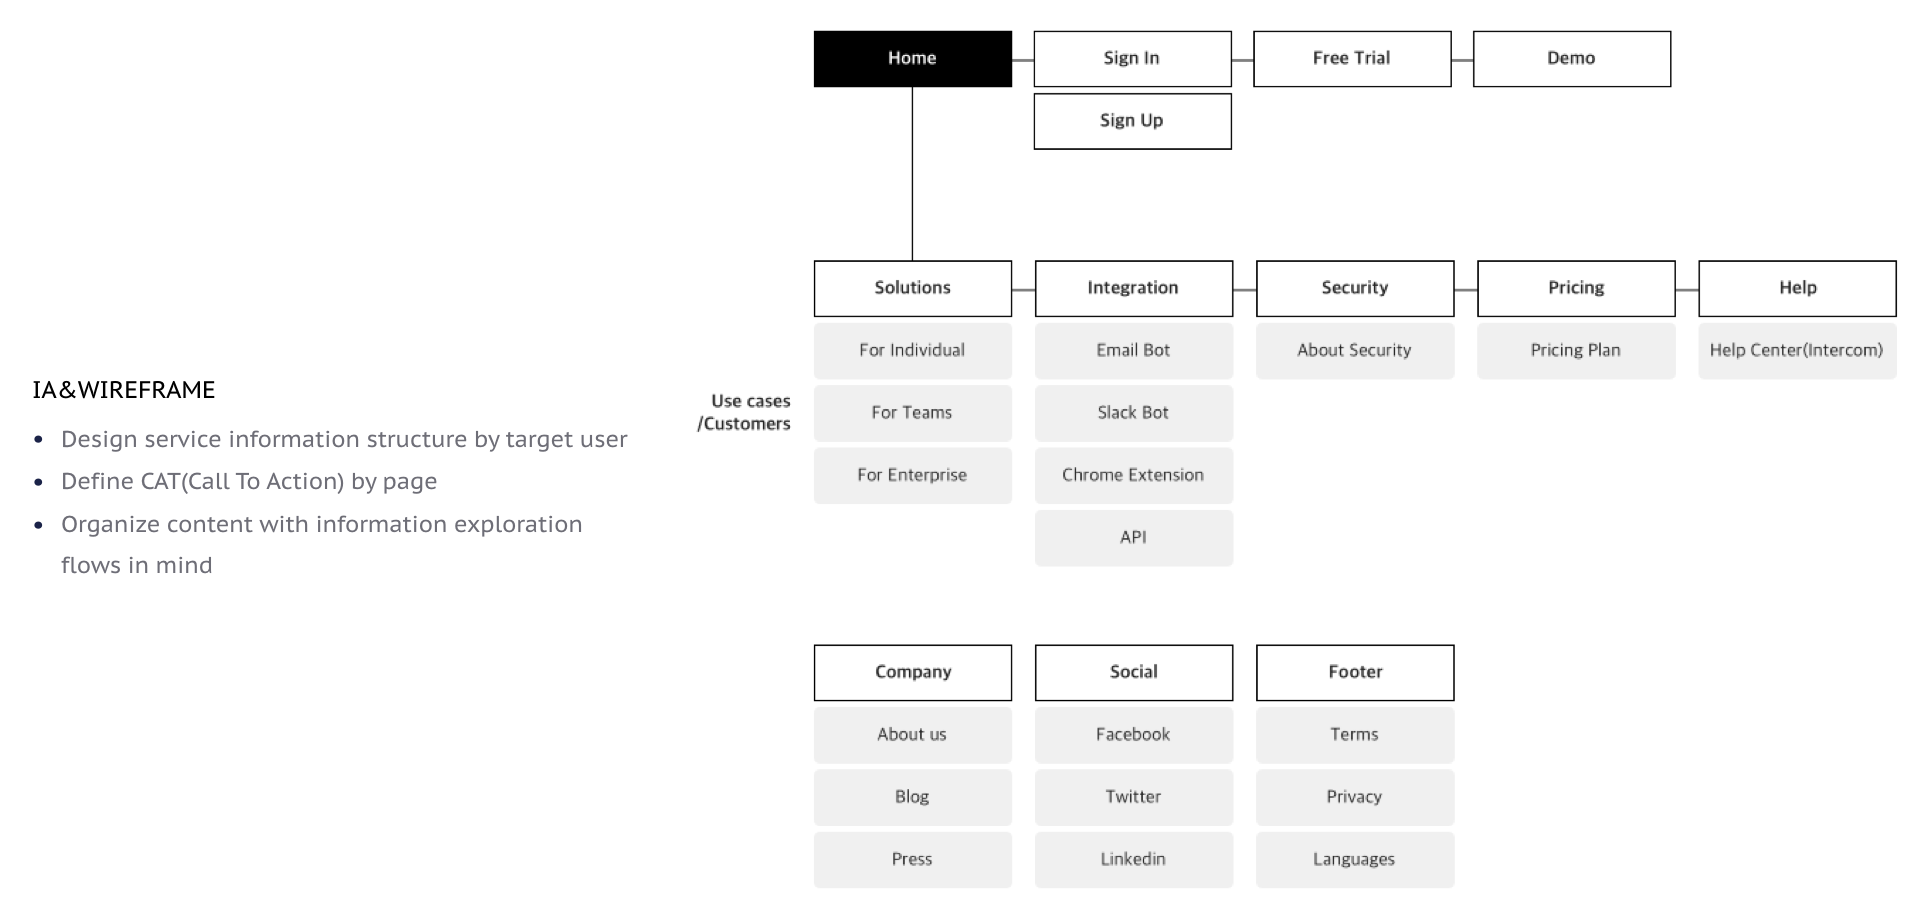 Home
Sign In
Free Trial
Demo
Sign Up
Solutions
Integration
Security
Pricing
Help
For Individual
Email Bot
About Security
Pricing Plan
Help Center(Intercom)
IA&WIREFRAME
Design service information structure by target user
Define CAT(Call To Action) by page
Organize content with information exploration
flows in mind
Use cases
/Customers
For Teams
Slack Bot
For Enterprise
Chrome Extension
API
Company
Social
Footer
About us
Facebook
Terms
Blog
Twitter
Privacy
Press
Linkedin
Languages